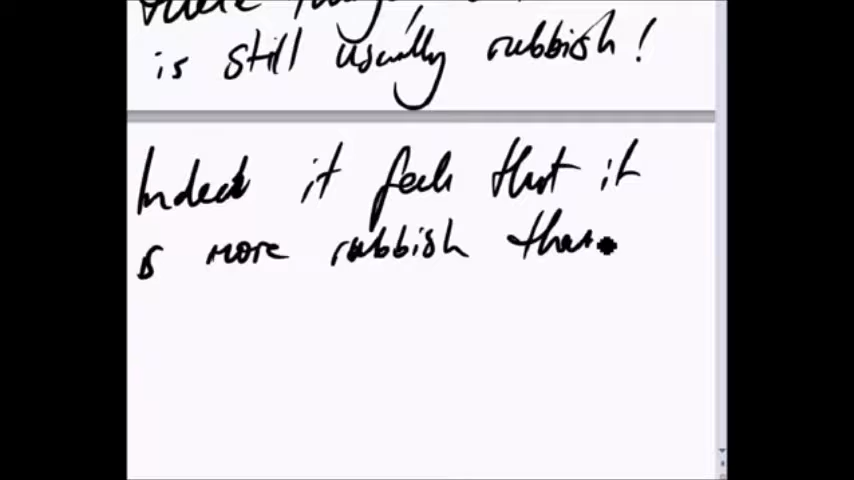 is still usually rubbish!
Indeed it feels that it
is more rubbish than